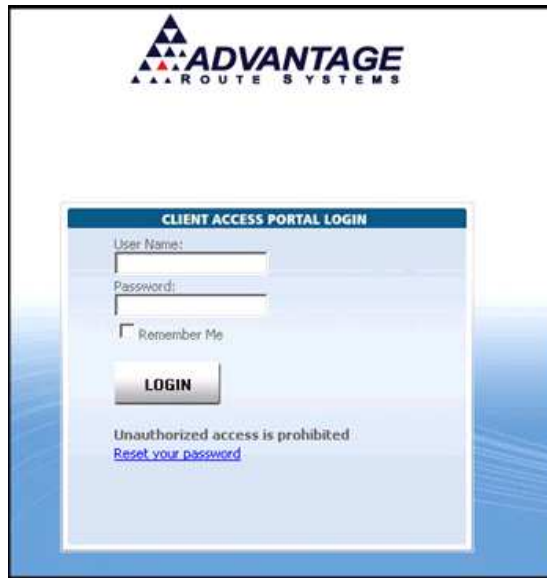 ADVANTAGE
ROUTE SYSTEMS
CLIENT ACCESS PORTAL LOGIN
User Name:
Password:
Remember Me
LOGIN
Unauthorized access is prohibited
Reset your password